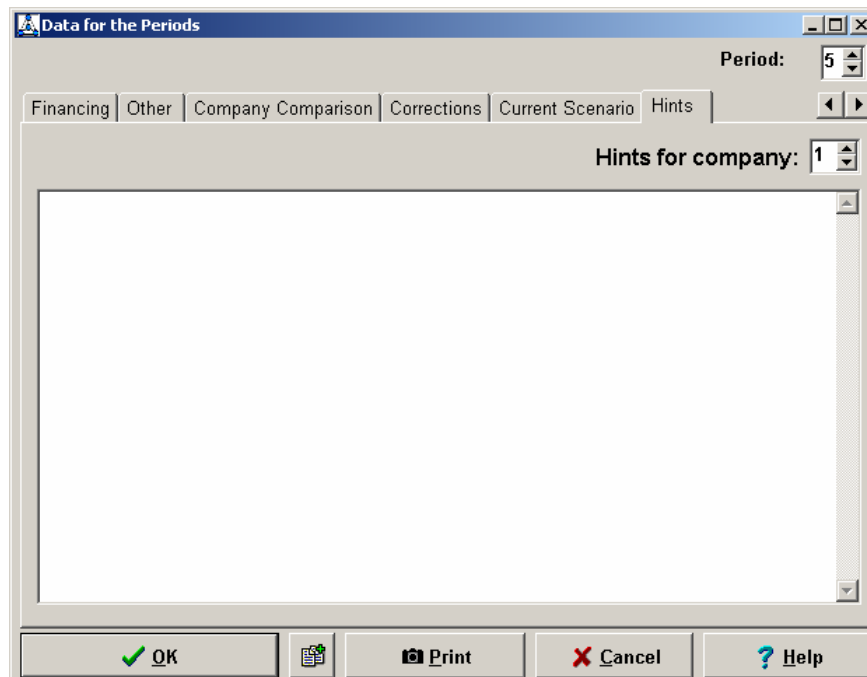 Data for the Periods
Period: 5
Financing Other Company Comparison Corrections Current Scenario Hints
Hints for company: 1
OK Print Cancel ? Help